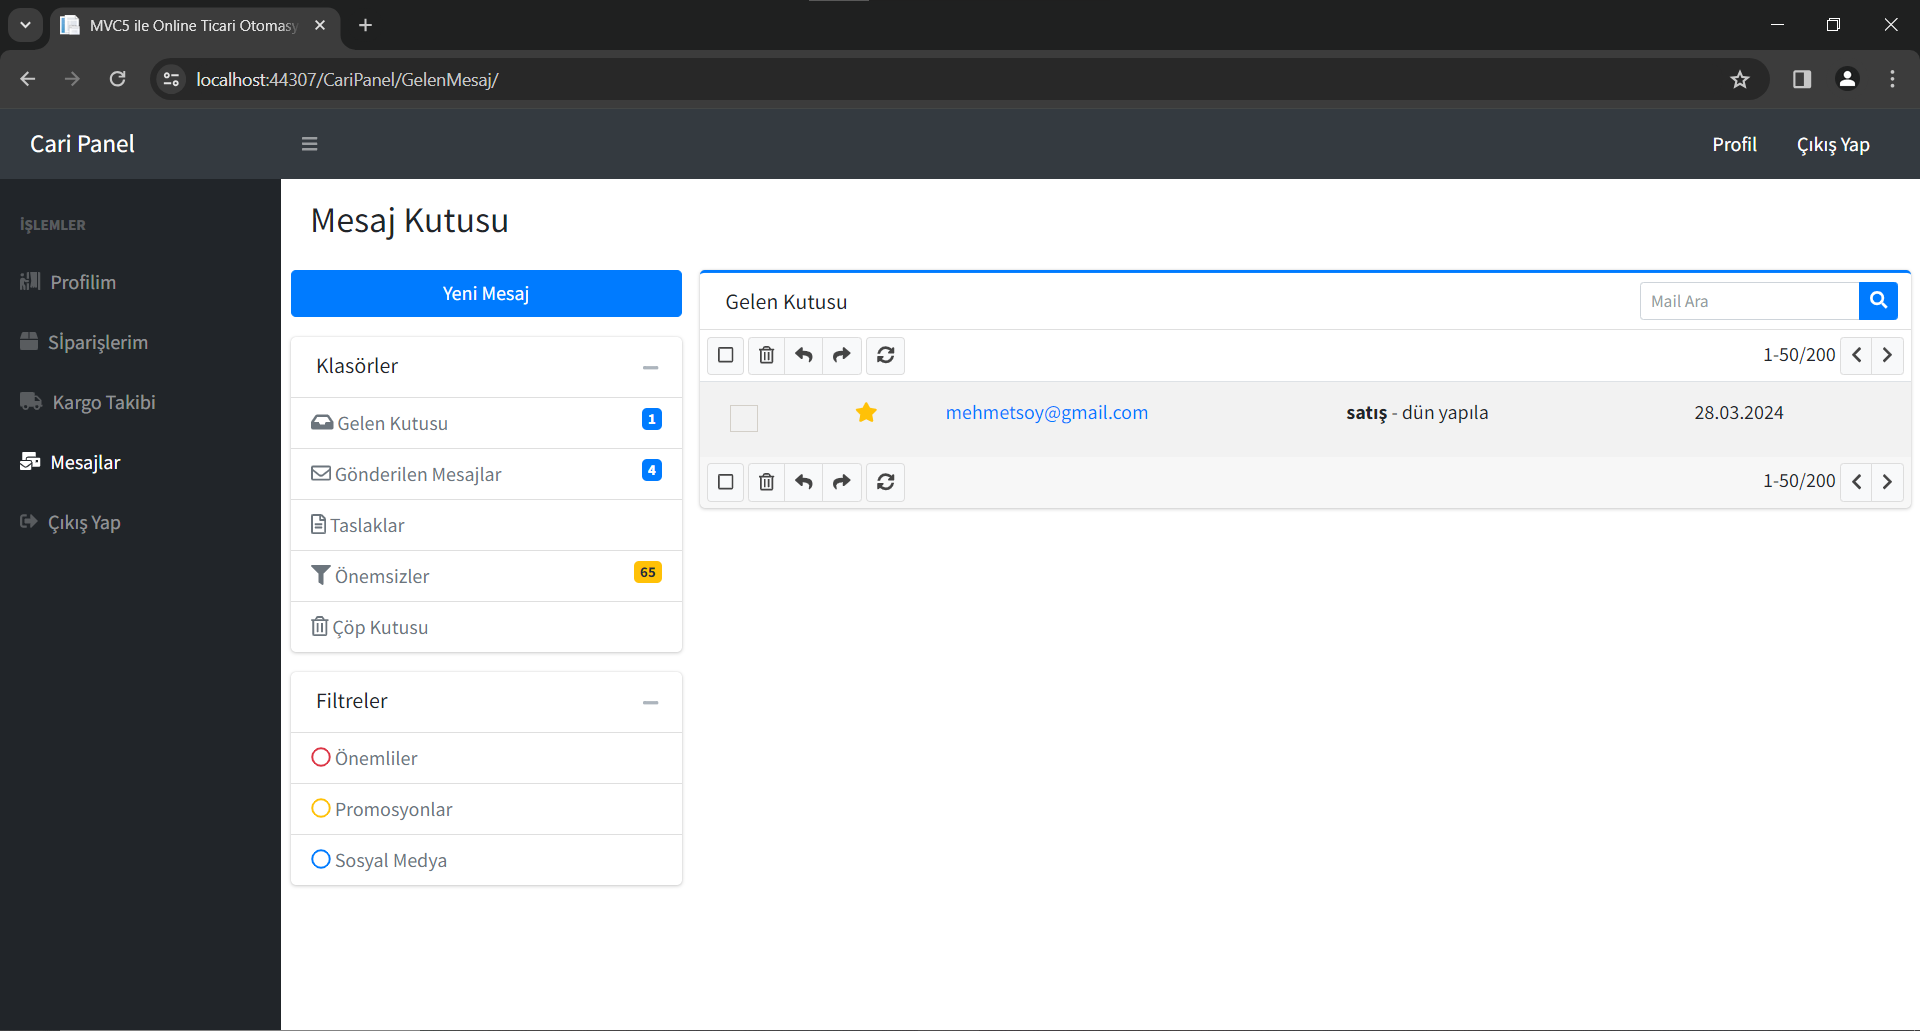 MVC5 ile Online Ticari Otomasy
localhost:44307/CariPanel/GelenMesaj/
Cari Panel
Profil
Çıkış Yap
İŞLEMLER
Profilim
Sİparişlerim
Kargo Takibi
Mesajlar
Çıkış Yap
Mesaj Kutusu
Yeni Mesaj
Klasörler
Gelen Kutusu 1
Gönderilen Mesajlar 4
Taslaklar
Önemsizler 65
Çöp Kutusu
Filtreler
Önemliler
Promosyonlar
Sosyal Medya
Gelen Kutusu
Mail Ara
1-50/200
mehmetsoy@gmail.com satış - dün yapıla 28.03.2024
1-50/200